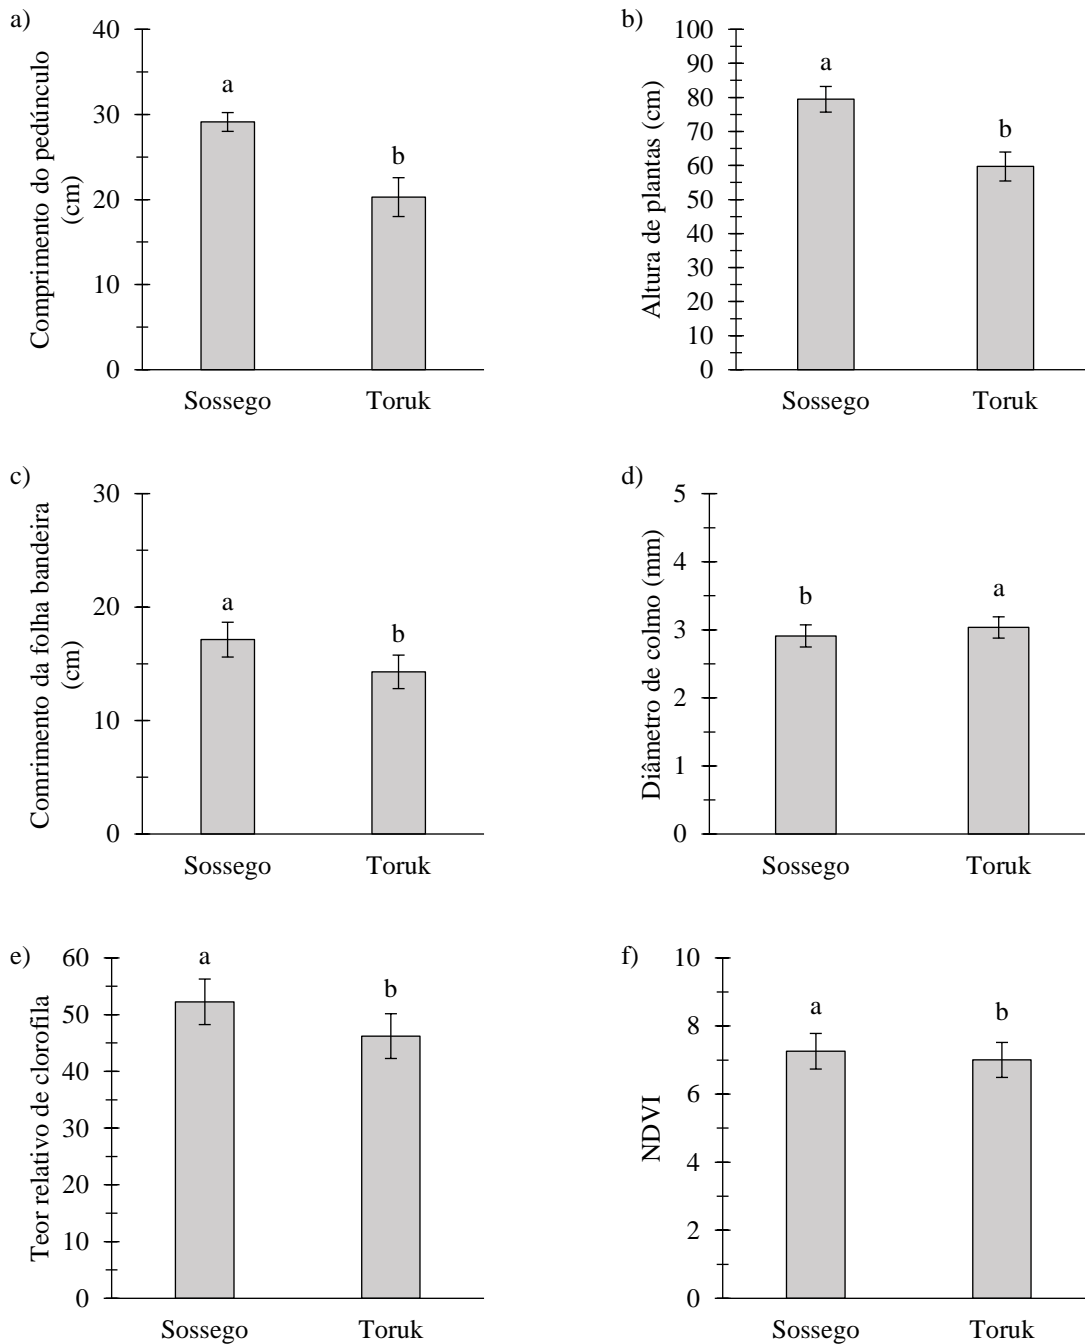 a)
Comprimento do pedúnculo
(cm)
40
30
20
10
0
a
b
Sossego
Toruk
b)
Altura de plantas (cm)
100
90
80
70
60
50
40
30
20
10
0
a
b
Sossego
Toruk
c)
Comrimento da folha bandeira
(cm)
30
20
10
0
a
b
Sossego
Toruk
d)
Diâmetro de colmo (mm)
5
4
3
2
1
0
b
a
Sossego
Toruk
e)
Teor relativo de clorofila
60
50
40
30
20
10
0
a
b
Sossego
Toruk
f)
NDVI
10
8
6
4
2
0
a
b
Sossego
Toruk